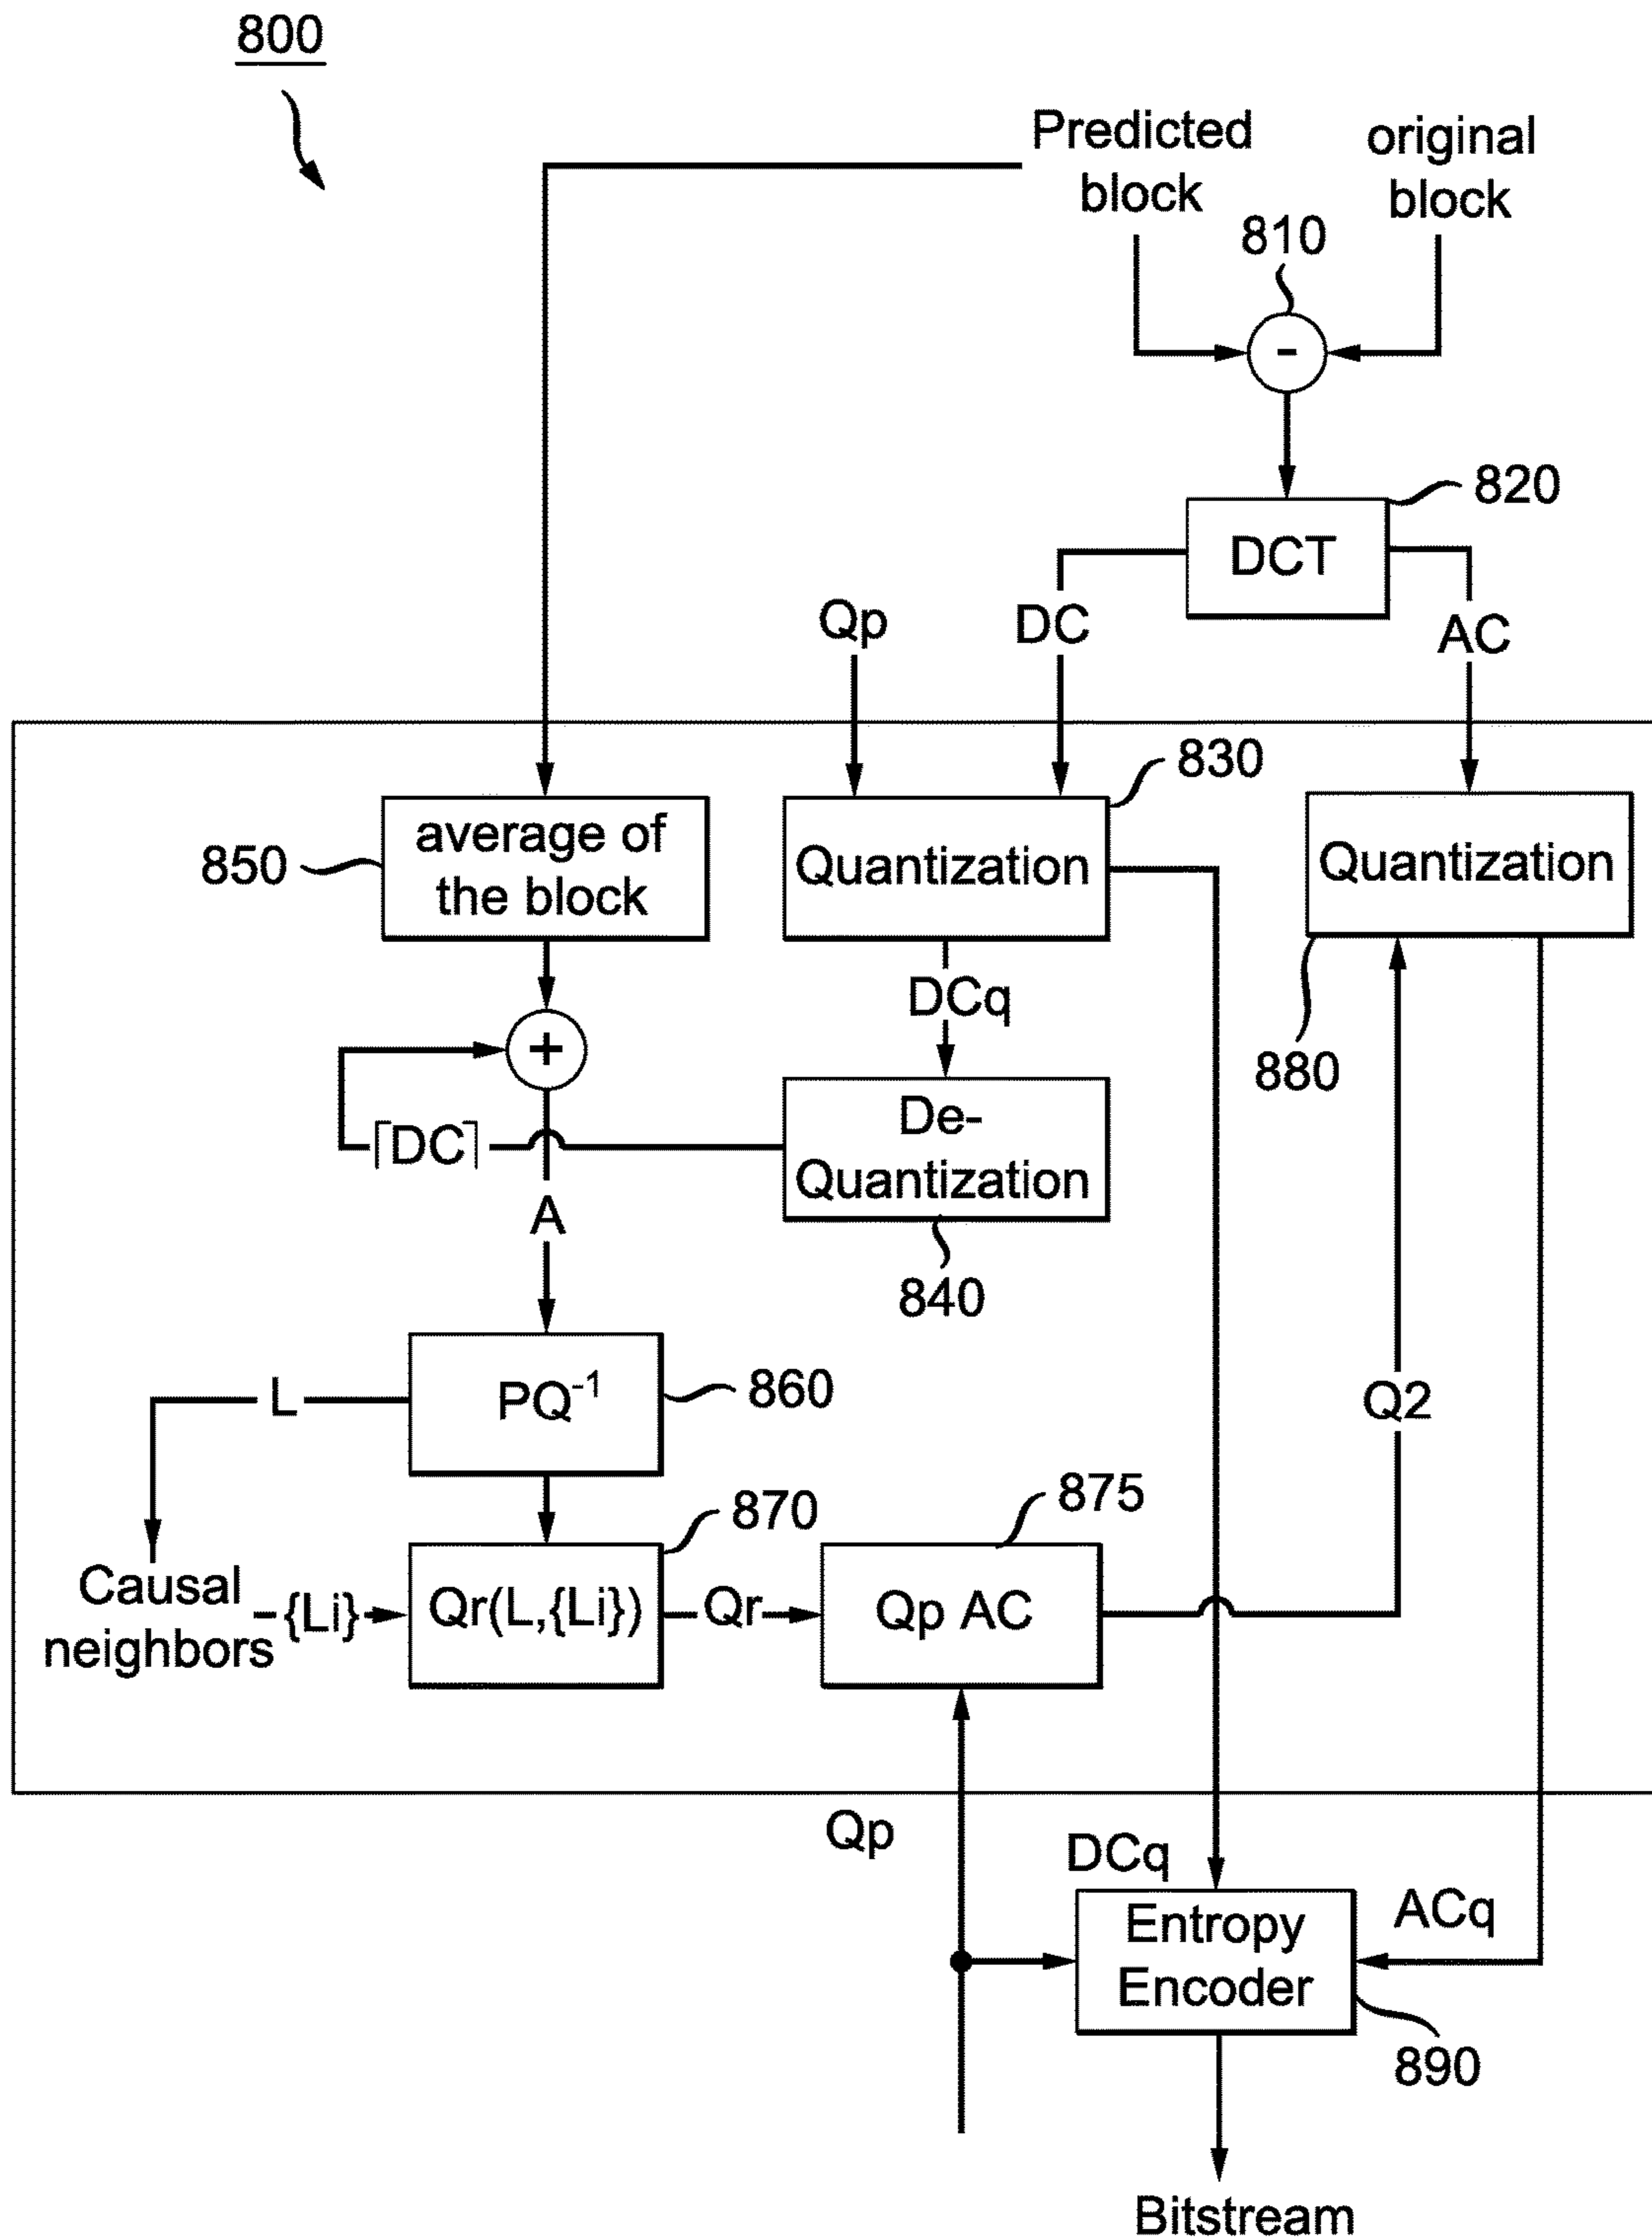 800
Predicted
block
original
block
810
820
DCT
Qp
DC
AC
830
850
average of
the block
Quantization
Quantization
DCq
880
+
⌈DC⌉
De-
Quantization
A
840
L
PQ⁻¹
860
Q2
870
875
Causal
neighbors
{Li}
Qr(L,{Li})
Qr
Qp AC
Qp
DCq
ACq
Entropy
Encoder
890
Bitstream